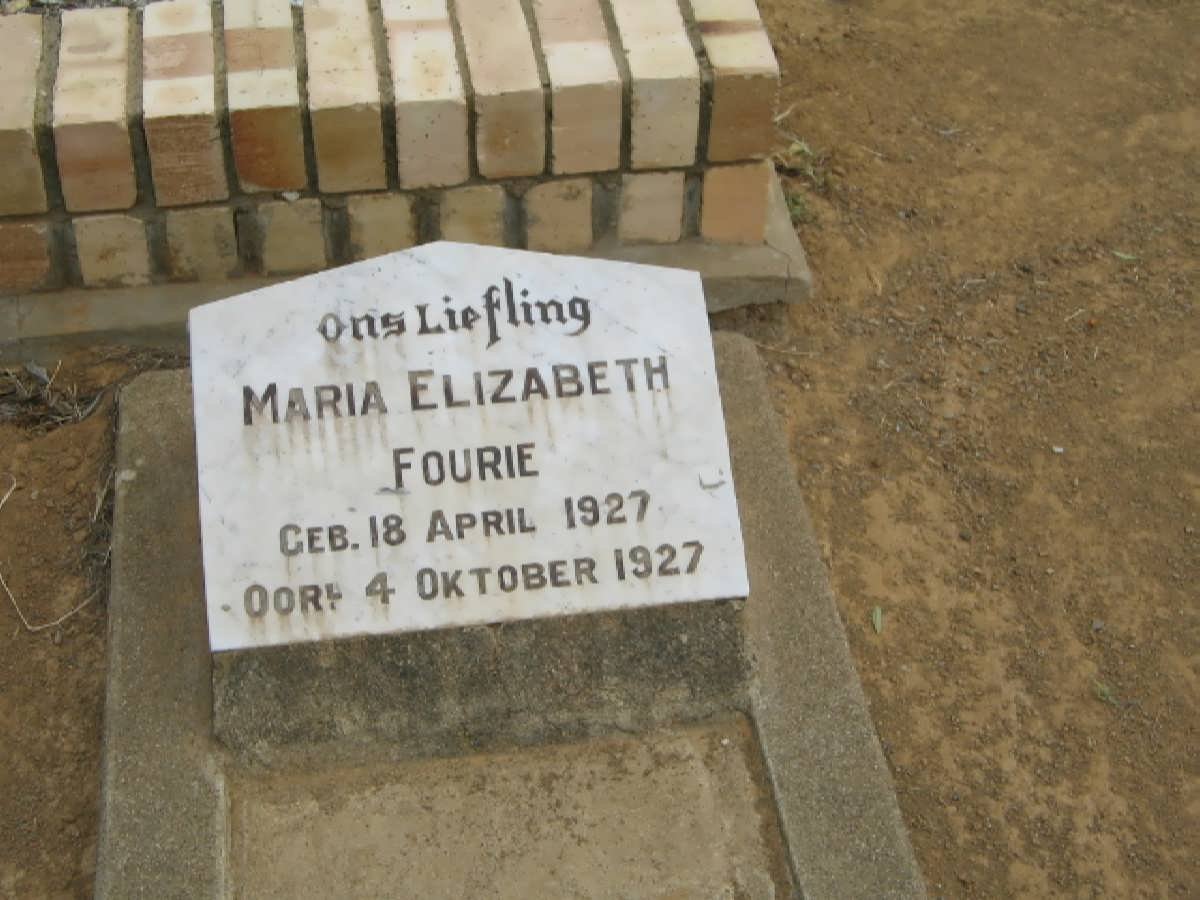 Ons Liefling
MARIA ELIZABETH
FOURIE
GEB. 18 APRIL 1927
OORL 4 OKTOBER 1927